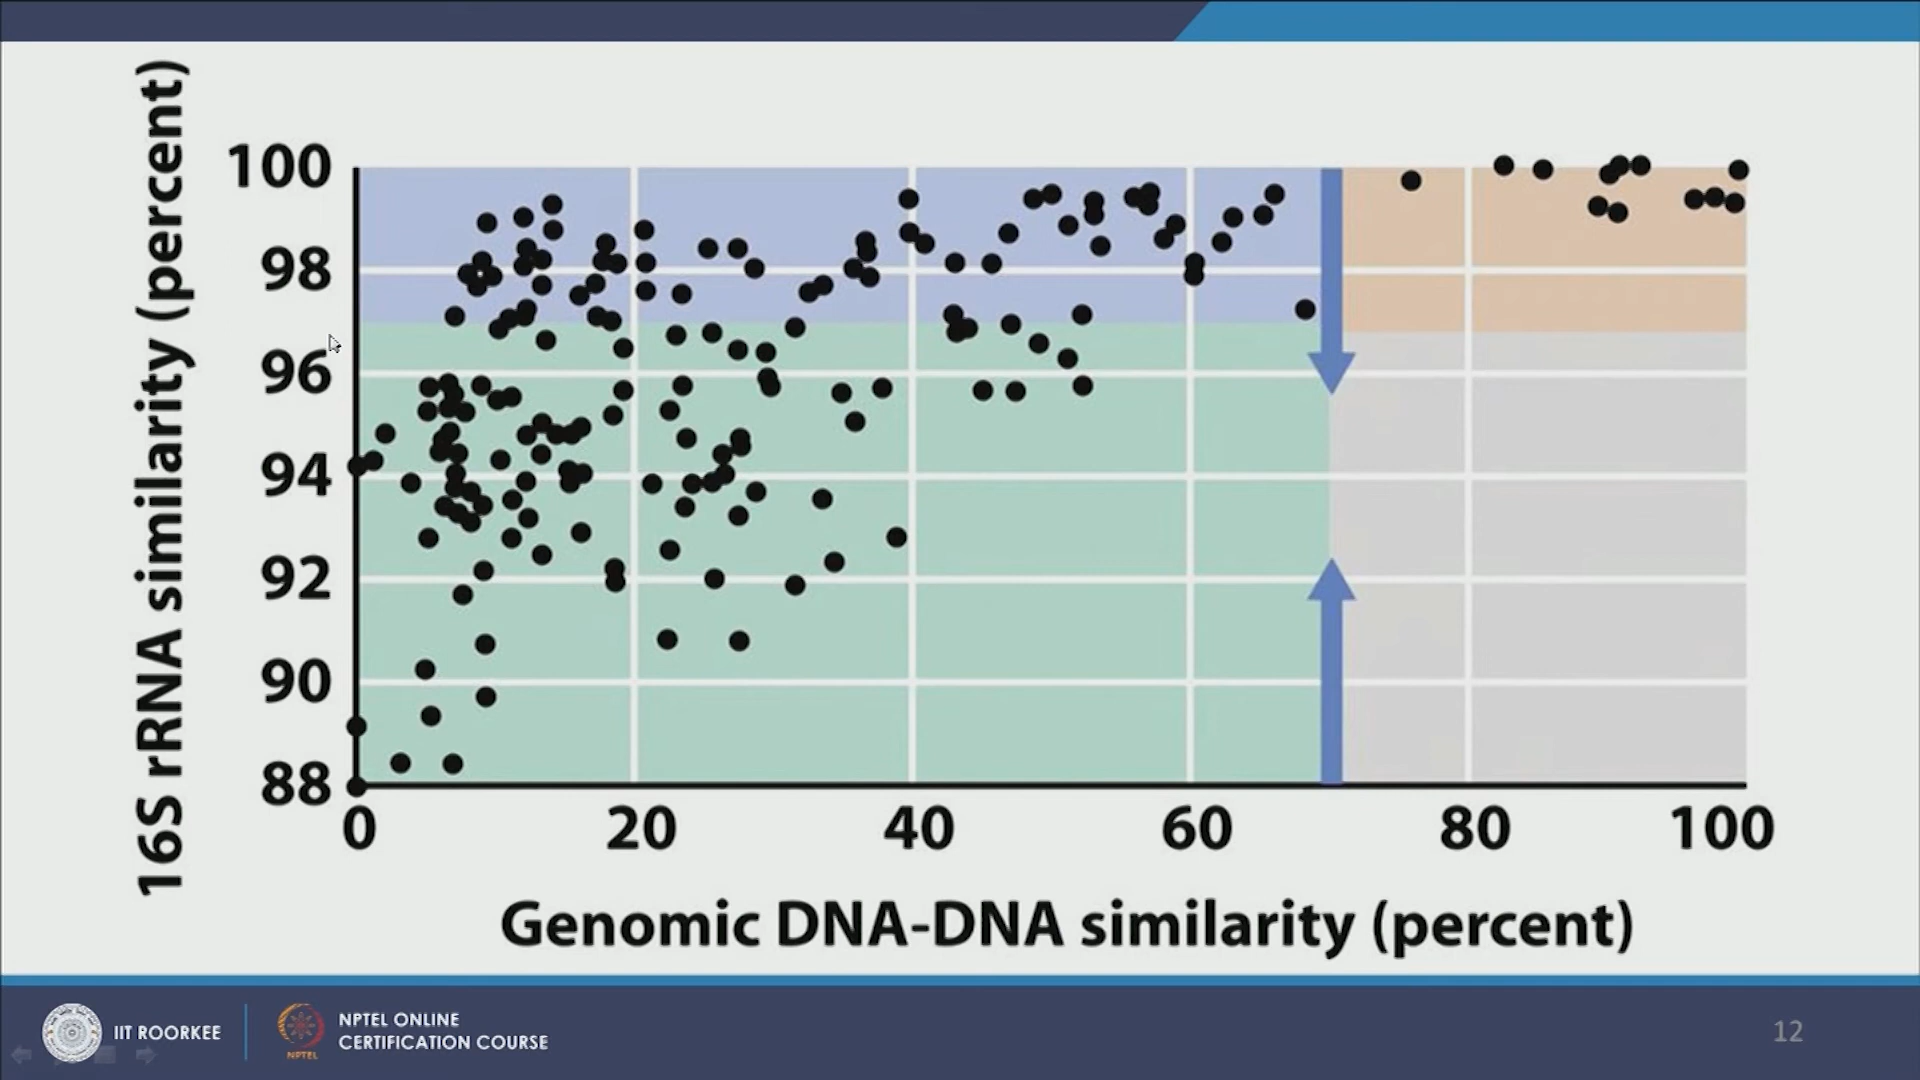 16S rRNA similarity (percent)
100
98
96
94
92
90
88
0 20 40 60 80 100
Genomic DNA-DNA similarity (percent)
IIT ROORKEE
NPTEL
NPTEL ONLINE
CERTIFICATION COURSE
12